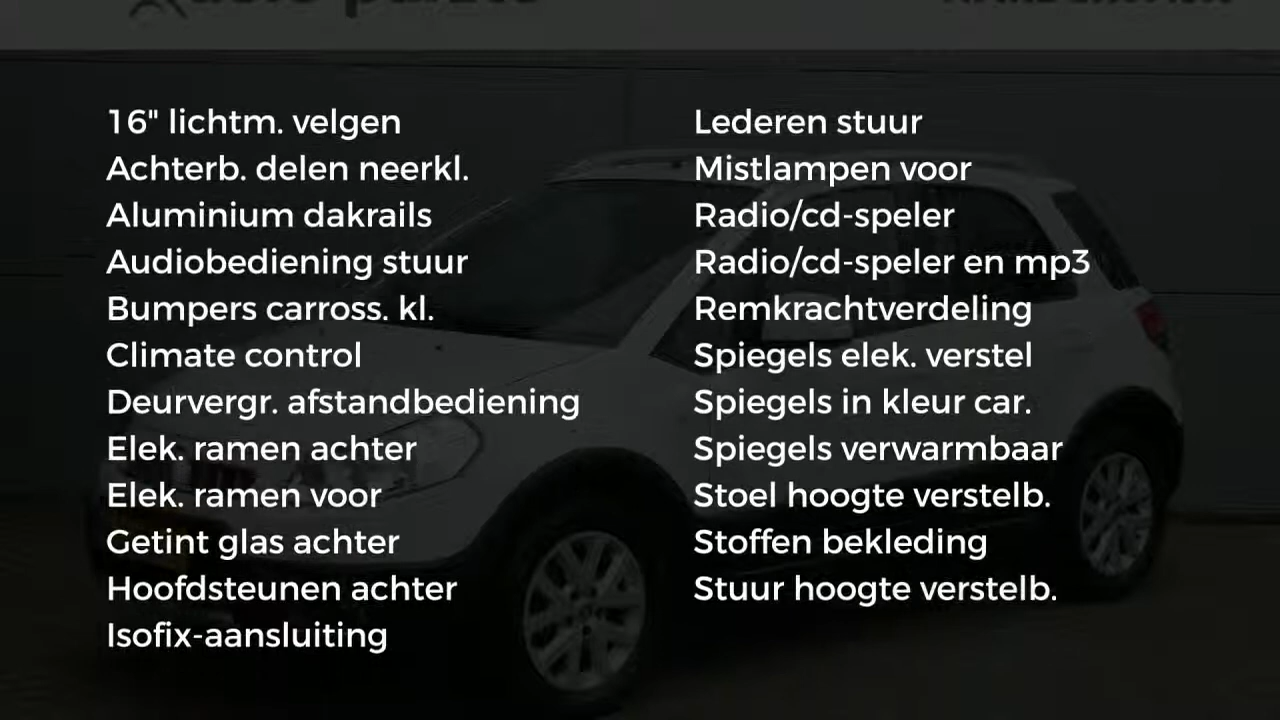 16" lichtm. velgen
Achterb. delen neerkl.
Aluminium dakrails
Audiobediening stuur
Bumpers carross. kl.
Climate control
Deurvergr. afstandbediening
Elek. ramen achter
Elek. ramen voor
Getint glas achter
Hoofdsteunen achter
Isofix-aansluiting
Lederen stuur
Mistlampen voor
Radio/cd-speler
Radio/cd-speler en mp3
Remkrachtverdeling
Spiegels elek. verstel
Spiegels in kleur car.
Spiegels verwarmbaar
Stoel hoogte verstelb.
Stoffen bekleding
Stuur hoogte verstelb.